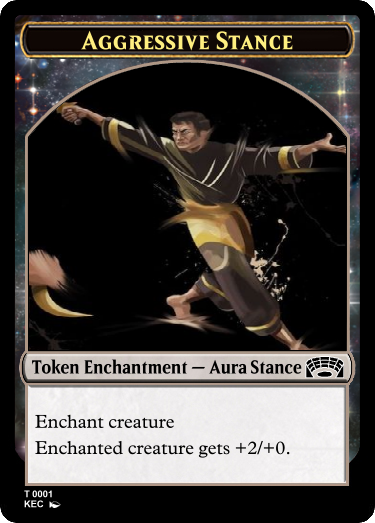 Aggressive Stance
Token Enchantment — Aura Stance
Enchant creature
Enchanted creature gets +2/+0.
T 0001
KEC